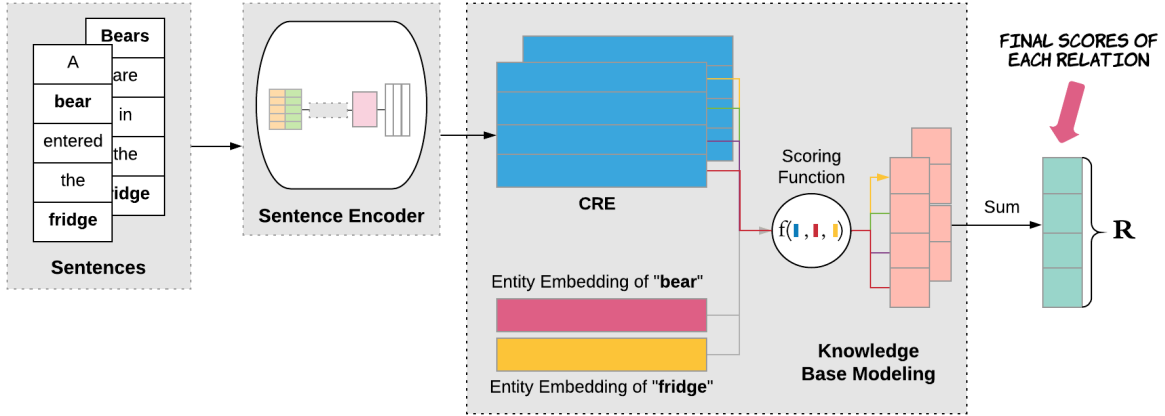 A
bear
entered
the
fridge
Bears
are
in
the
ridge
Sentences
Sentence Encoder
CRE
Entity Embedding of "bear"
Entity Embedding of "fridge"
Scoring
Function
f( , , )
Knowledge
Base Modeling
Sum
FINAL SCORES OF
EACH RELATION
R